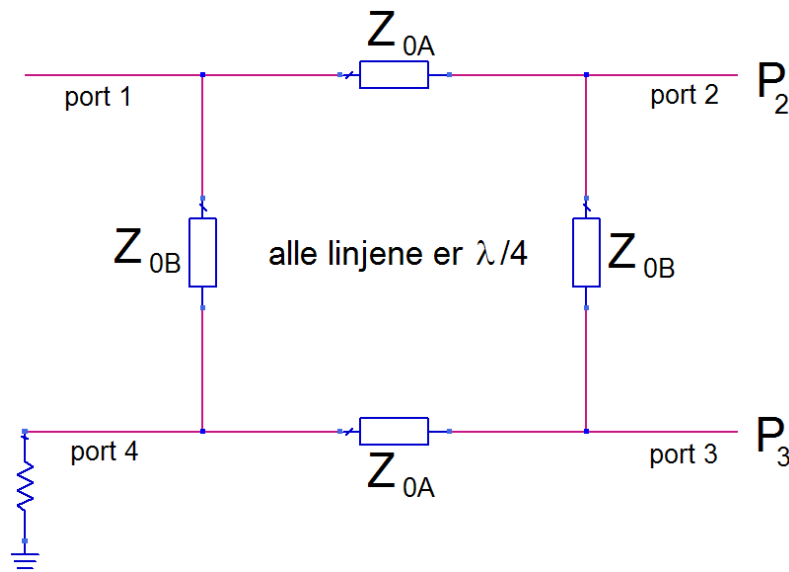 Z0A
port 1
port 2
P2
Z0B
alle linjene er λ/4
Z0B
port 4
Z0A
port 3
P3